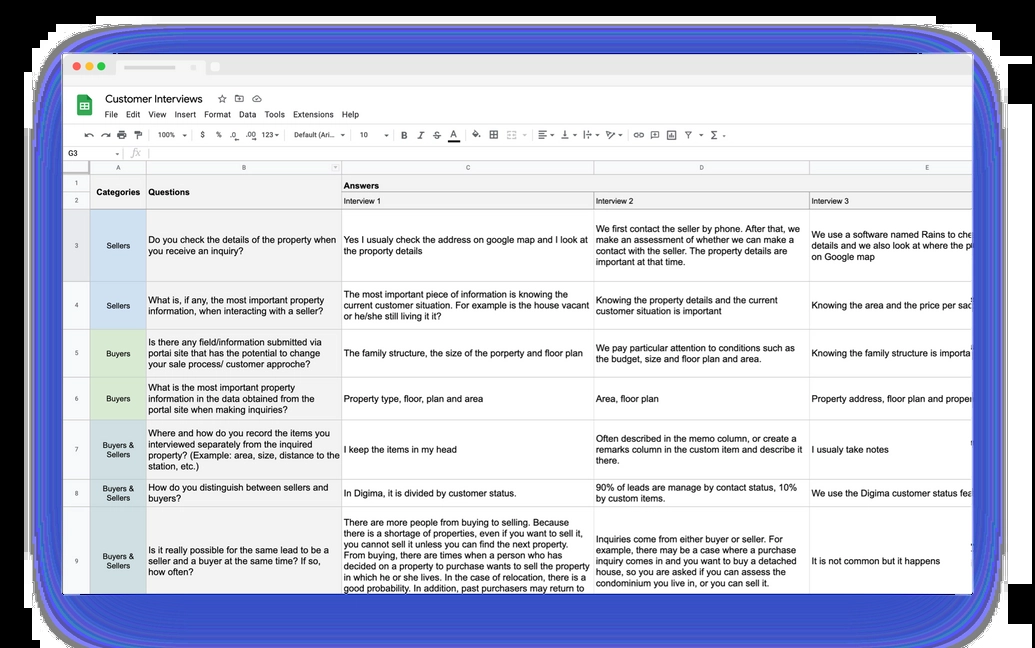 Customer Interviews
File Edit View Insert Format Data Tools Extensions Help
100% $ % .0 .00 123 Default (Ari... 10 B I S A
G3 fx
A B C D E
1 Categories Questions Answers
2 Interview 1 Interview 2 Interview 3
3
Sellers
Do you check the details of the property when
you receive an inquiry?
Yes I usualy check the address on google map and I look at
the proporty details
We first contact the seller by phone. After that, we
make an assessment of whether we can make a
contact with the seller. The property details are
important at that time.
We use a software named Rains to che
details and we also look at where the p
on Google map
4
Sellers
What is, if any, the most important property
information, when interacting with a seller?
The most important piece of information is knowing the
current customer situation. For example is the house vacant
or he/she still living it it?
Knowing the property details and the current
customer situation is important
Knowing the area and the price per sad
5
Buyers
Is there any field/information submitted via
portai site that has the potential to change
your sale process/ customer approche?
The family structure, the size of the porperty and floor plan
We pay particular attention to conditions such as
the budget, size and floor plan and area.
Knowing the family structure is importa
6
Buyers
What is the most important property
information in the data obtained from the
portal site when making inquiries?
Property type, floor, plan and area
Area, floor plan
Property address, floor plan and proper
7
Buyers &
Sellers
Where and how do you record the items you
interviewed separately from the inquired
property? (Example: area, size, distance to the
station, etc.)
I keep the items in my head
Often described in the memo column, or create a
remarks column in the custom item and describe it
there.
I usualy take notes
8
Buyers &
Sellers
How do you distinguish between sellers and
buyers?
In Digima, it is divided by customer status.
90% of leads are manage by contact status, 10%
by custom items.
We use the Digima customer status fea
9
Buyers &
Sellers
Is it really possible for the same lead to be a
seller and a buyer at the same time? If so,
how often?
There are more people from buying to selling. Because
there is a shortage of properties, even if you want to sell it,
you cannot sell it unless you can find the next property.
From buying, there are times when a person who has
decided on a property to purchase wants to sell the property
in which he or she lives. In the case of relocation, there is a
good probability. In addition, past purchasers may return to
Inquiries come from either buyer or seller. For
example, there may be a case where a purchase
inquiry comes in and you want to buy a detached
house, so you are asked if you can assess the
condominium you live in, or you can sell it.
It is not common but it happens